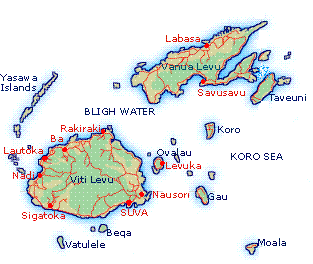 Labasa
Vanua Levu
Yasawa
Islands
Savusavu
Taveuni
BLIGH WATER
Rakiraki
Koro
Ba
Lautoka
Ovalau
KORO SEA
Levuka
Nadi
Viti Levu
Nausori
Gau
Sigatoka
SUVA
Beqa
Vatulele
Moala